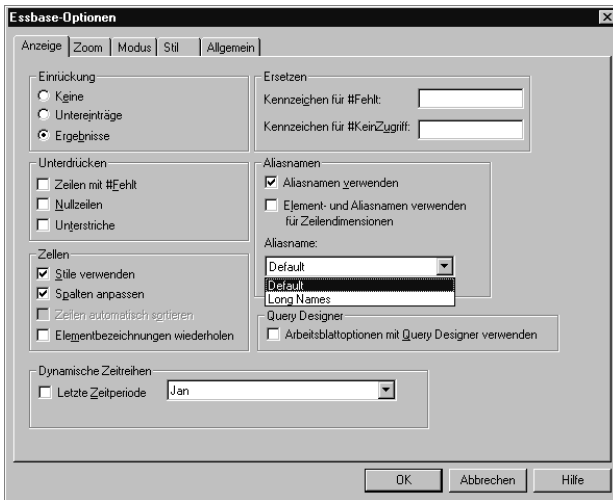 Essbase-Optionen
Anzeige Zoom Modus Stil Allgemein
Einrückung
Keine
Untereinträge
Ergebnisse
Ersetzen
Kennzeichen für #Fehlt:
Kennzeichen für #KeinZugriff:
Unterdrücken
Zeilen mit #Fehlt
Nullzeilen
Unterstriche
Aliasnamen
Aliasnamen verwenden
Element- und Aliasnamen verwenden
für Zeilendimensionen
Aliasname:
Default
Default
Long Names
Zellen
Stile verwenden
Spalten anpassen
Zeilen automatisch sortieren
Elementbezeichnungen wiederholen
Query Designer
Arbeitsblattoptionen mit Query Designer verwenden
Dynamische Zeitreihen
Letzte Zeitperiode Jan
OK Abbrechen Hilfe